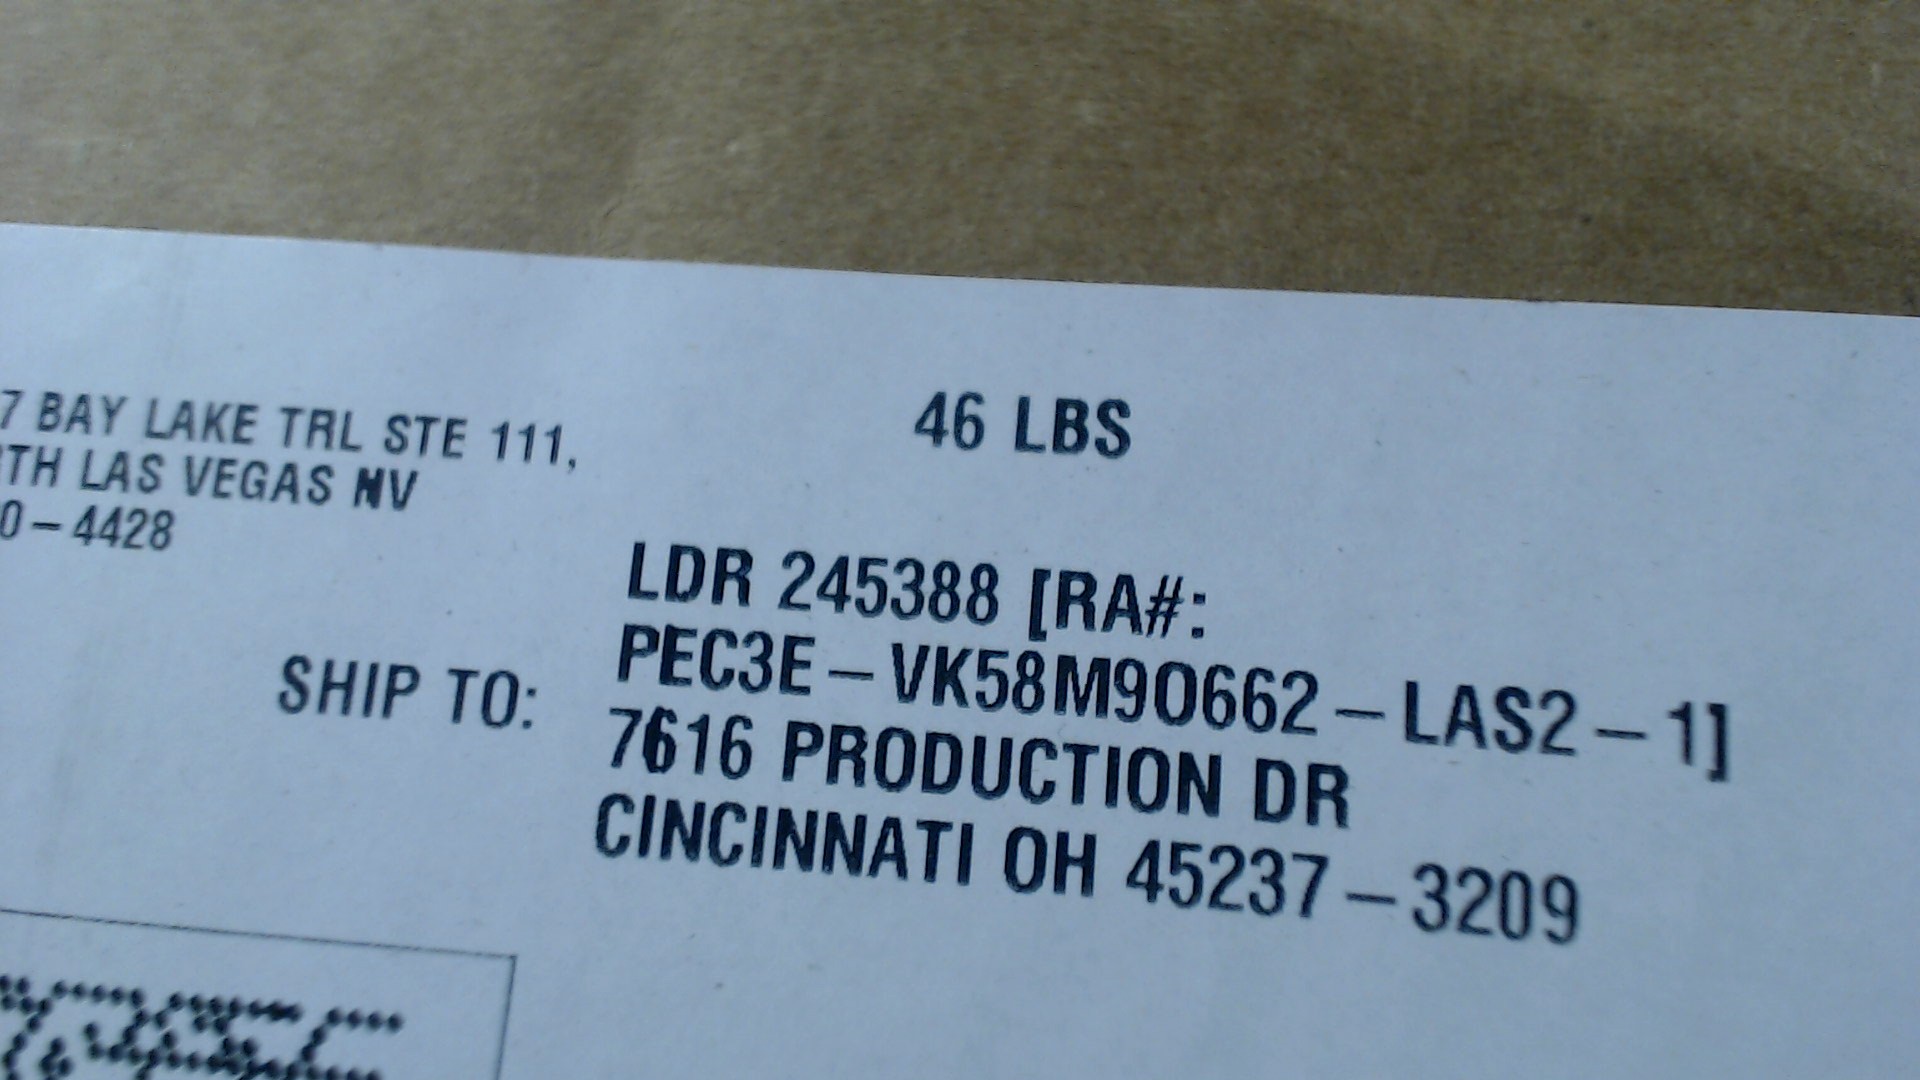 7 BAY LAKE TRL STE 111,
TH LAS VEGAS NV
0-4428
46 LBS
LDR 245388 [RA#:
PEC3E-VK58M9O662-LAS2-1]
SHIP TO:
7616 PRODUCTION DR
CINCINNATI OH 45237-3209